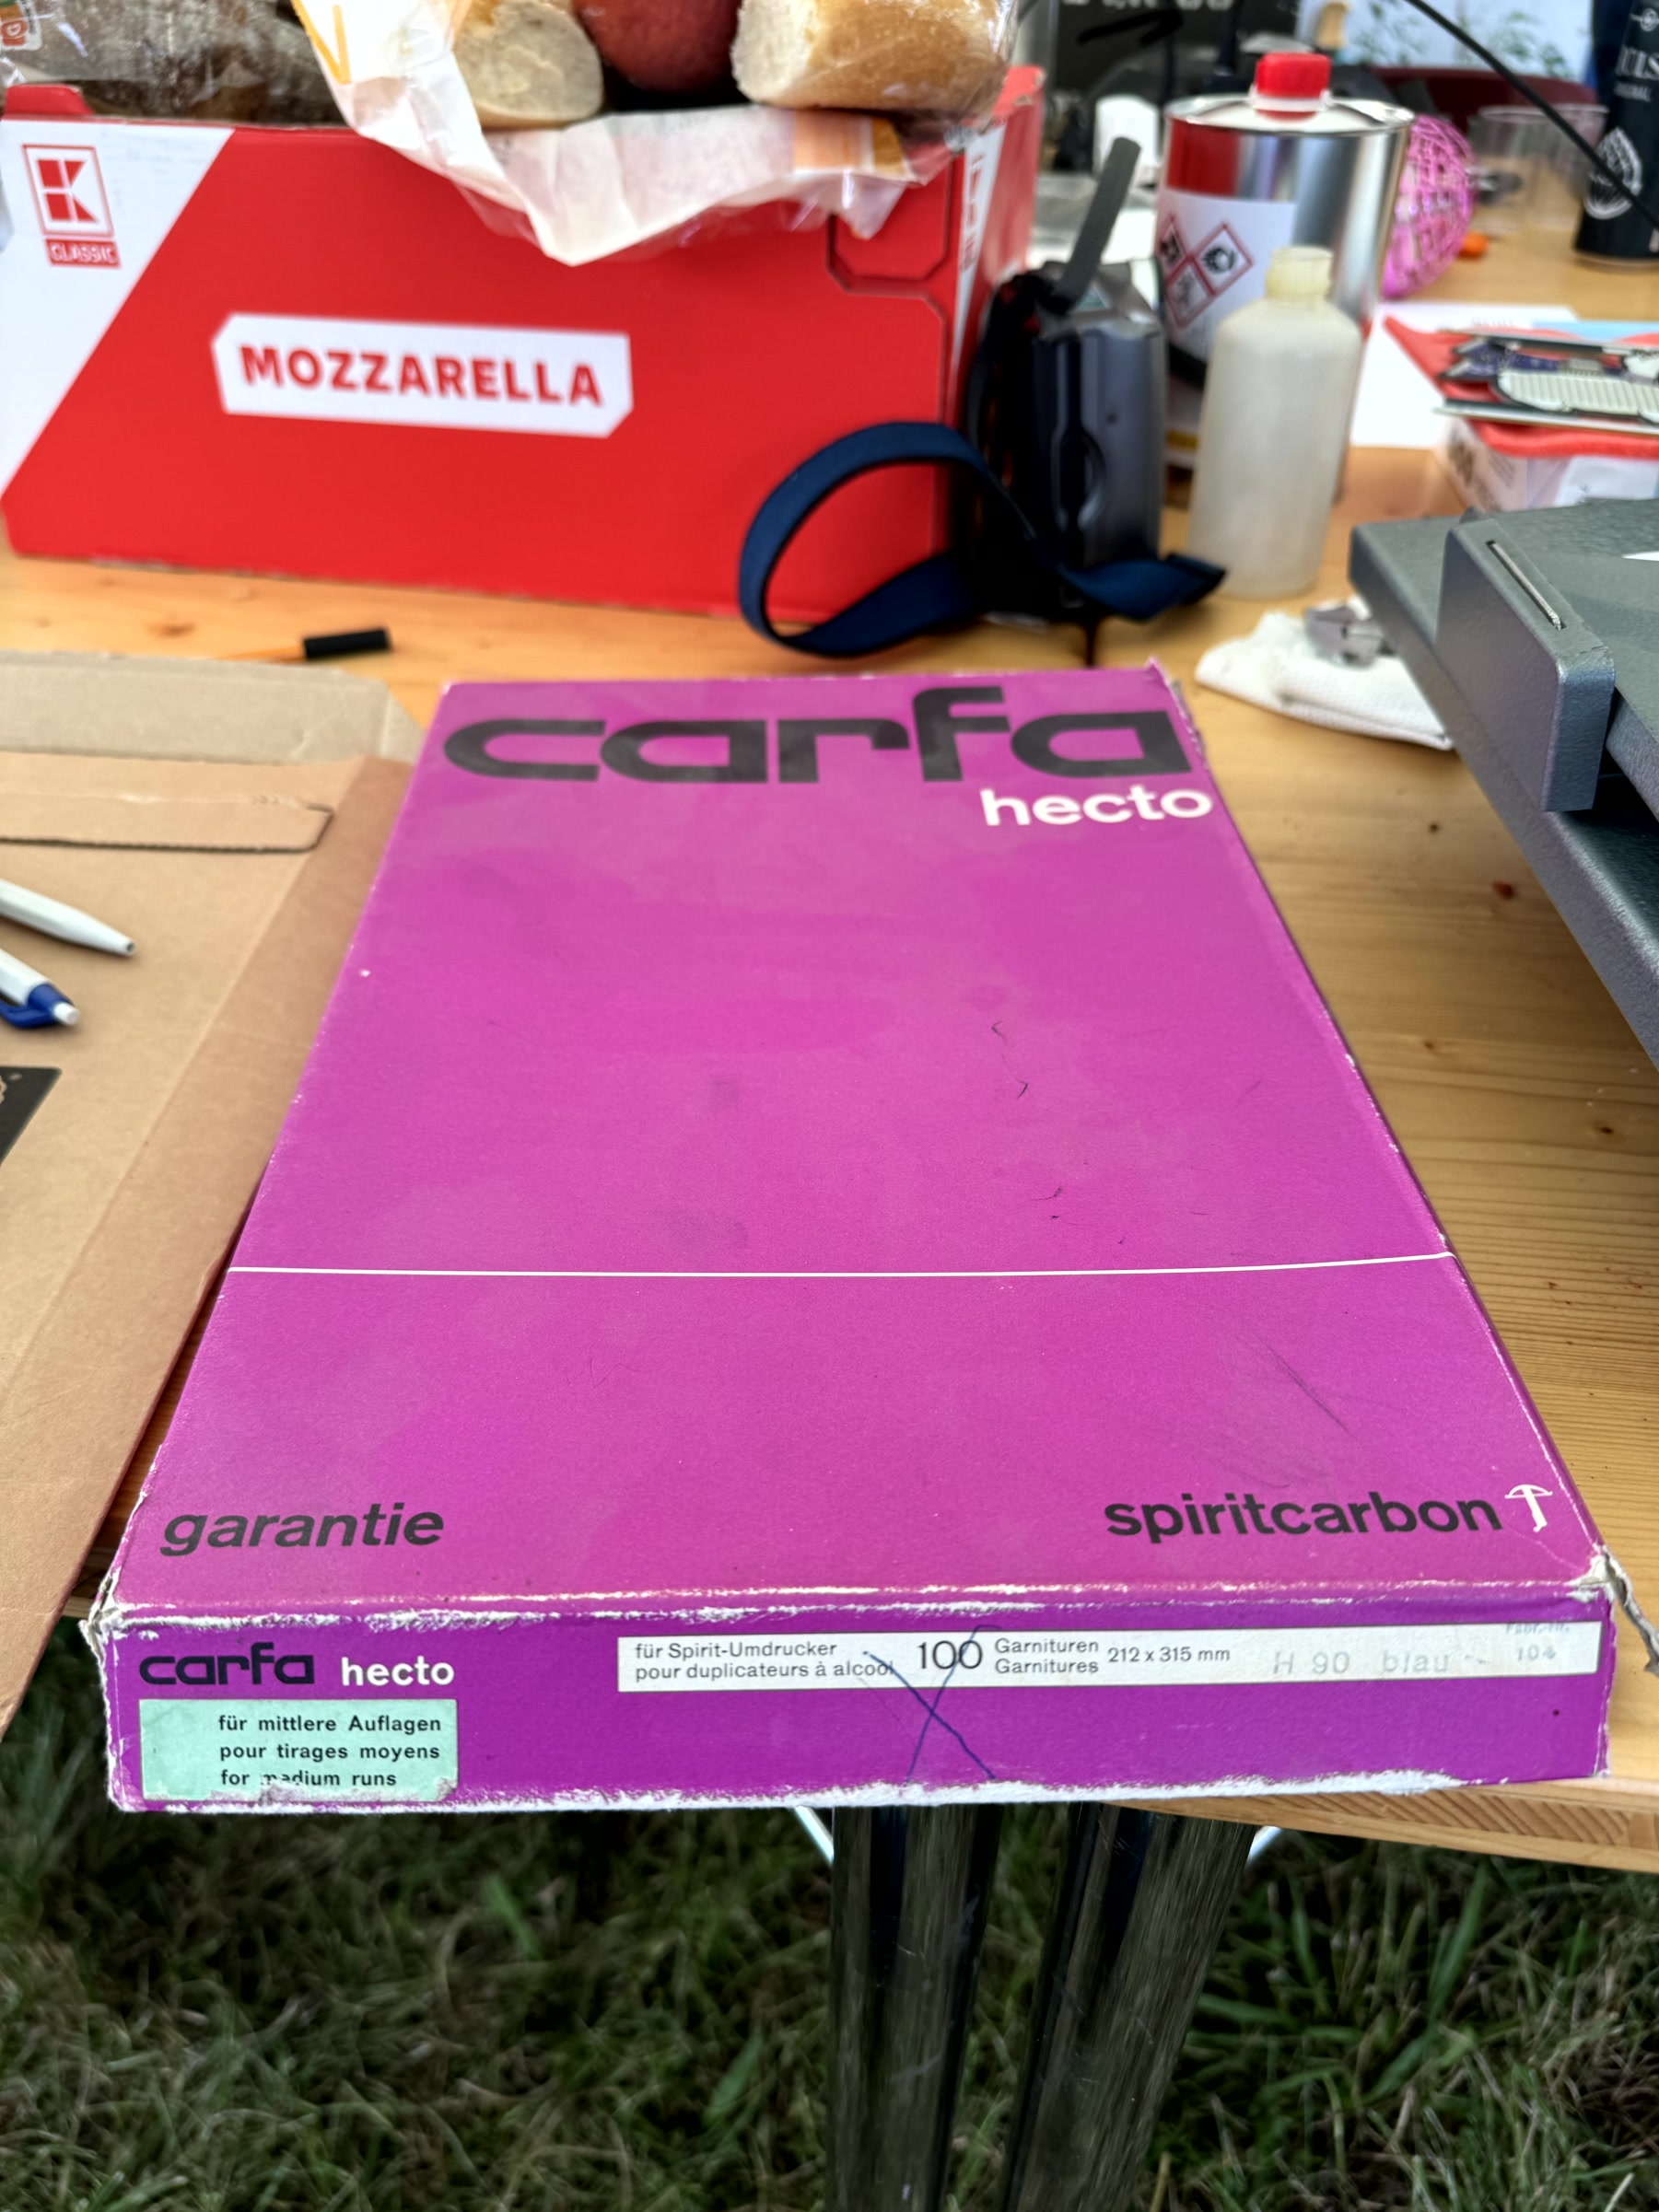 K
CLASSIC
MOZZARELLA
carfa
hecto
garantie
spiritcarbon
carfa hecto
für mittlere Auflagen
pour tirages moyens
for medium runs
für Spirit-Umdrucker
pour duplicateurs à alcool
100
Garnituren
Garnitures
212 x 315 mm
H 90 blau
104